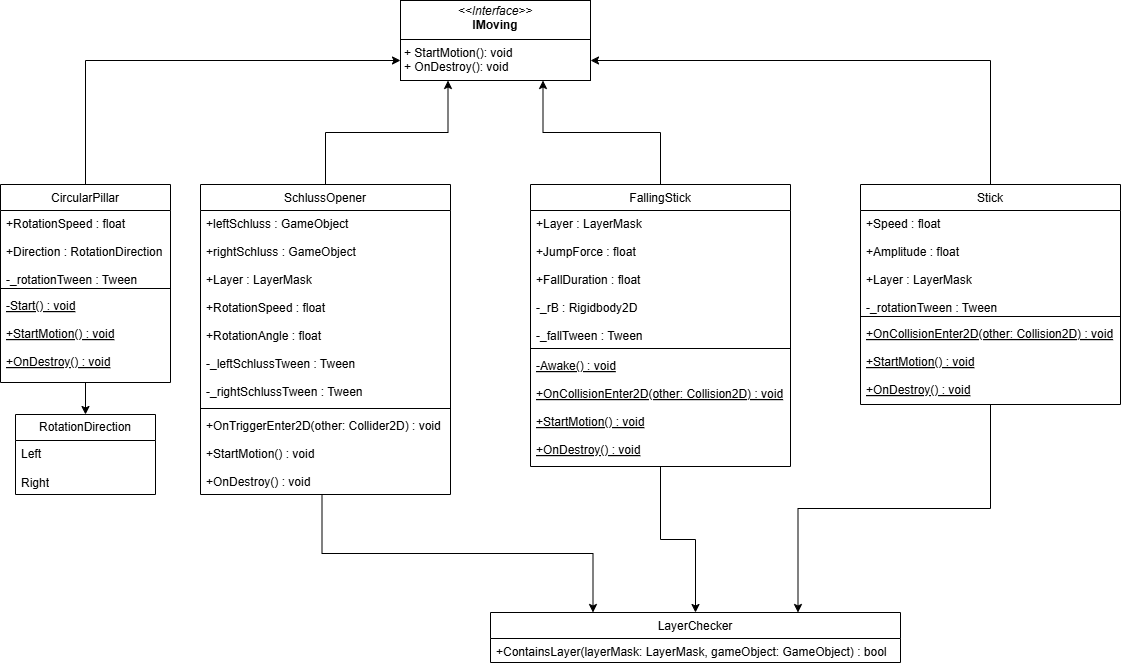 <<Interface>>
IMoving
+ StartMotion(): void
+ OnDestroy(): void
CircularPillar
+RotationSpeed : float
+Direction : RotationDirection
-_rotationTween : Tween
-Start() : void
+StartMotion() : void
+OnDestroy() : void
RotationDirection
Left
Right
SchlussOpener
+leftSchluss : GameObject
+rightSchluss : GameObject
+Layer : LayerMask
+RotationSpeed : float
+RotationAngle : float
-_leftSchlussTween : Tween
-_rightSchlussTween : Tween
+OnTriggerEnter2D(other: Collider2D) : void
+StartMotion() : void
+OnDestroy() : void
FallingStick
+Layer : LayerMask
+JumpForce : float
+FallDuration : float
-_rB : Rigidbody2D
-_fallTween : Tween
-Awake() : void
+OnCollisionEnter2D(other: Collision2D) : void
+StartMotion() : void
+OnDestroy() : void
Stick
+Speed : float
+Amplitude : float
+Layer : LayerMask
-_rotationTween : Tween
+OnCollisionEnter2D(other: Collision2D) : void
+StartMotion() : void
+OnDestroy() : void
LayerChecker
+ContainsLayer(layerMask: LayerMask, gameObject: GameObject) : bool